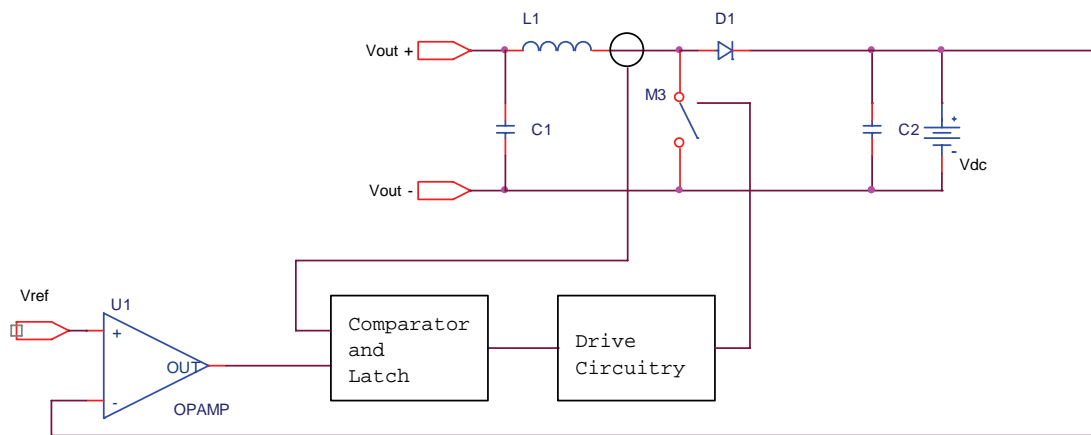 L1
D1
Vout +
M3
C1
C2
+
-
Vdc
Vout -
Vref
U1
+
OUT
-
OPAMP
Comparator
and
Latch
Drive
Circuitry